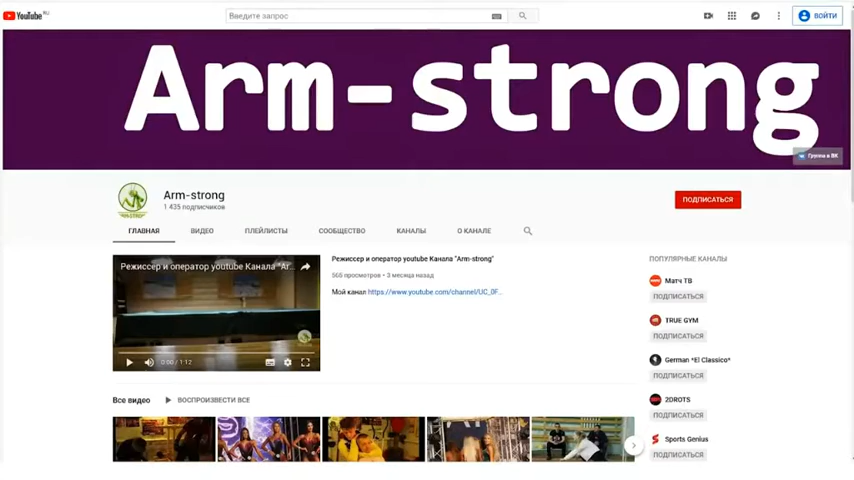 YouTube RU
Введите запрос
ВОЙТИ
Arm-strong
Группа в ВК
Arm-strong
1 435 подписчиков
ПОДПИСАТЬСЯ
ГЛАВНАЯ ВИДЕО ПЛЕЙЛИСТЫ СООБЩЕСТВО КАНАЛЫ О КАНАЛЕ
Режиссер и оператор youtube Канала "Ar...
0:00 / 1:12
Режиссер и оператор youtube Канала "Arm-strong"
565 просмотров • 3 месяца назад
Мой канал https://www.youtube.com/channel/UC_0F...
ПОПУЛЯРНЫЕ КАНАЛЫ
Матч ТВ
ПОДПИСАТЬСЯ
TRUE GYM
ПОДПИСАТЬСЯ
German *El Classico*
ПОДПИСАТЬСЯ
2DROTS
ПОДПИСАТЬСЯ
Sports Genius
ПОДПИСАТЬСЯ
Все видео ВОСПРОИЗВЕСТИ ВСЕ